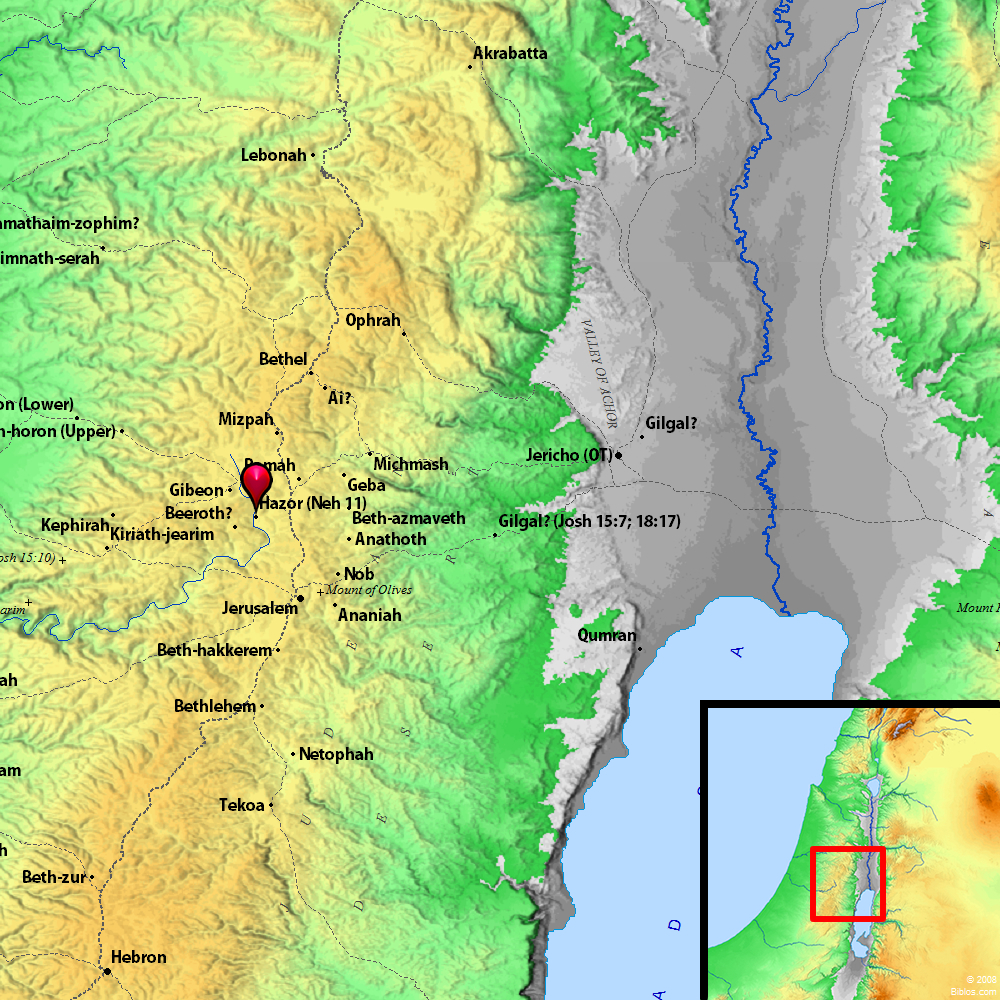 Akrabatta
Lebonah
amathaim-zophim?
imnath-serah
Ophrah
VALLEY OF ACHOR
Bethel
Ai?
on (Lower)
Mizpah
n-horon (Upper)
Gilgal?
Jericho (OT)
Ramah
Michmash
Gibeon
Geba
Hazor (Neh 11)
Beeroth?
Beth-azmaveth
Kephirah
Kiriath-jearim
Gilgal? (Josh 15:7; 18:17)
Anathoth
osh 15:10)
Nob
Mount of Olives
arim
Jerusalem
Ananiah
Mount
Qumran
Beth-hakkerem
ah
Bethlehem
Netophah
am
Tekoa
h
Beth-zur
Hebron
J U D E A
D E S E R
A
D
A
© 2008
Biblos.com